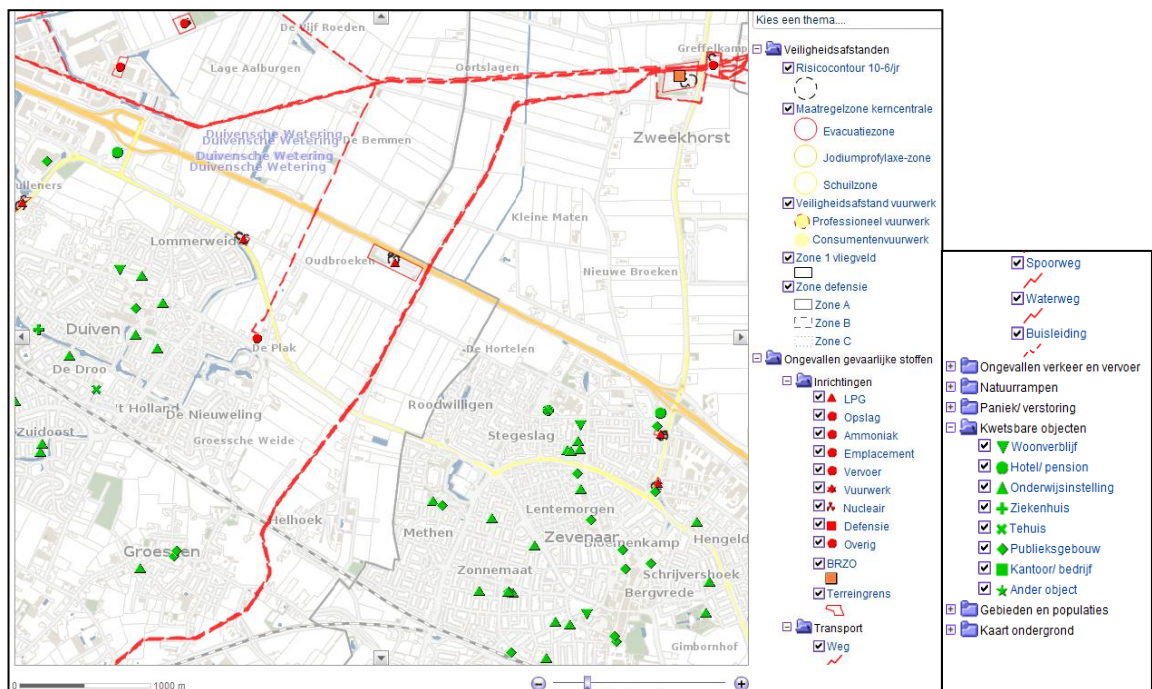 De Vijf Roeden
Greffelkamp
Lage Aalburgen
Oortslagen
Zweekhorst
Duivensche Wetering
Duivensche Wetering
De Bemmen
Duivensche Wetering
Duivensche Wetering
uilleners
Kleine Maten
Lommerweide
Oudbroeken
Nieuwe Broeken
Duiven
De Plak
De Hortelen
De Droo
't Holland
De Nieuweling
Roodwilligen
Zuidoost
Groessche Weide
Stegeslag
Helhoek
Lentemorgen
Methen
Zevenaar
Bloemenkamp
Hengeld
Groessen
Zonnemaat
Schrijvershoek
Bergvrede
Gimbornhof
0
1000 m
Kies een thema....
Veiligheidsafstanden
Risicocontour 10-6/jr
Maatregelzone kerncentrale
Evacuatiezone
Jodiumprofylaxe-zone
Schuilzone
Veiligheidsafstand vuurwerk
Professioneel vuurwerk
Consumentenvuurwerk
Zone 1 vliegveld
Zone defensie
Zone A
Zone B
Zone C
Ongevallen gevaarlijke stoffen
Inrichtingen
LPG
Opslag
Ammoniak
Emplacement
Vervoer
Vuurwerk
Nucleair
Defensie
Overig
BRZO
Terreingrens
Transport
Weg
Spoorweg
Waterweg
Buisleiding
Ongevallen verkeer en vervoer
Natuurrampen
Paniek/ verstoring
Kwetsbare objecten
Woonverblijf
Hotel/ pension
Onderwijsinstelling
Ziekenhuis
Tehuis
Publieksgebouw
Kantoor/ bedrijf
Ander object
Gebieden en populaties
Kaart ondergrond